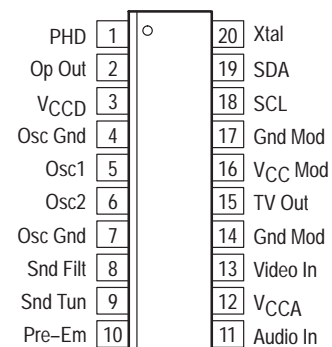 PHD 1 20 Xtal
Op Out 2 19 SDA
VCCD 3 18 SCL
Osc Gnd 4 17 Gnd Mod
Osc1 5 16 VCC Mod
Osc2 6 15 TV Out
Osc Gnd 7 14 Gnd Mod
Snd Filt 8 13 Video In
Snd Tun 9 12 VCCA
Pre–Em 10 11 Audio In